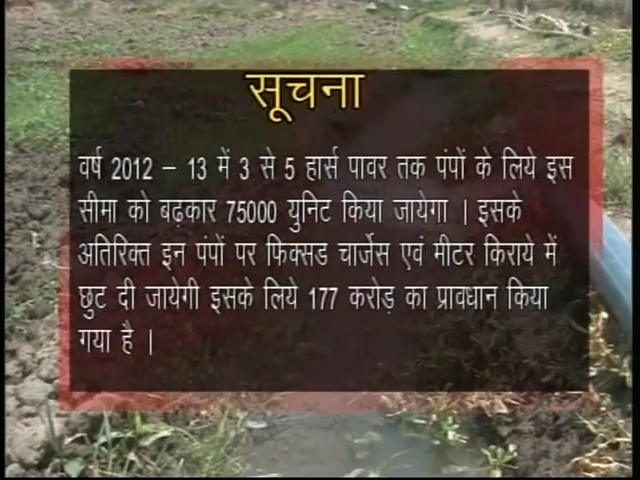 सूचना
वर्ष 2012 – 13 में 3 से 5 हार्स पावर तक पंपों के लिये इस
सीमा को बढ़कार 75000 युनिट किया जायेगा | इसके
अतिरिक्त इन पंपों पर फिक्सड चार्जेस एवं मीटर किराये में
छुट दी जायेगी इसके लिये 177 करोड़ का प्रावधान किया
गया है |